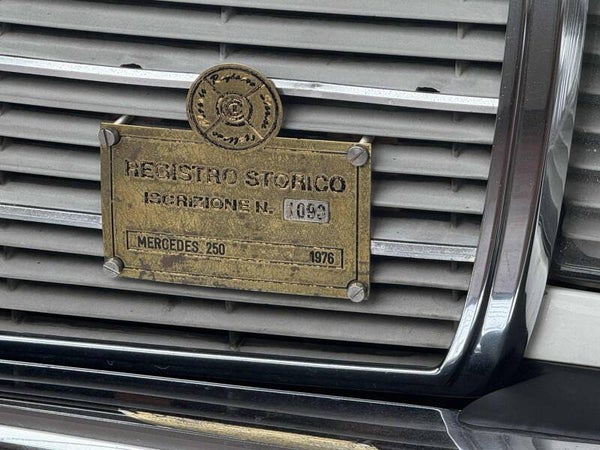 REGISTRO STORICO
ISCRIZIONE N. 1093
MERCEDES 250 1976